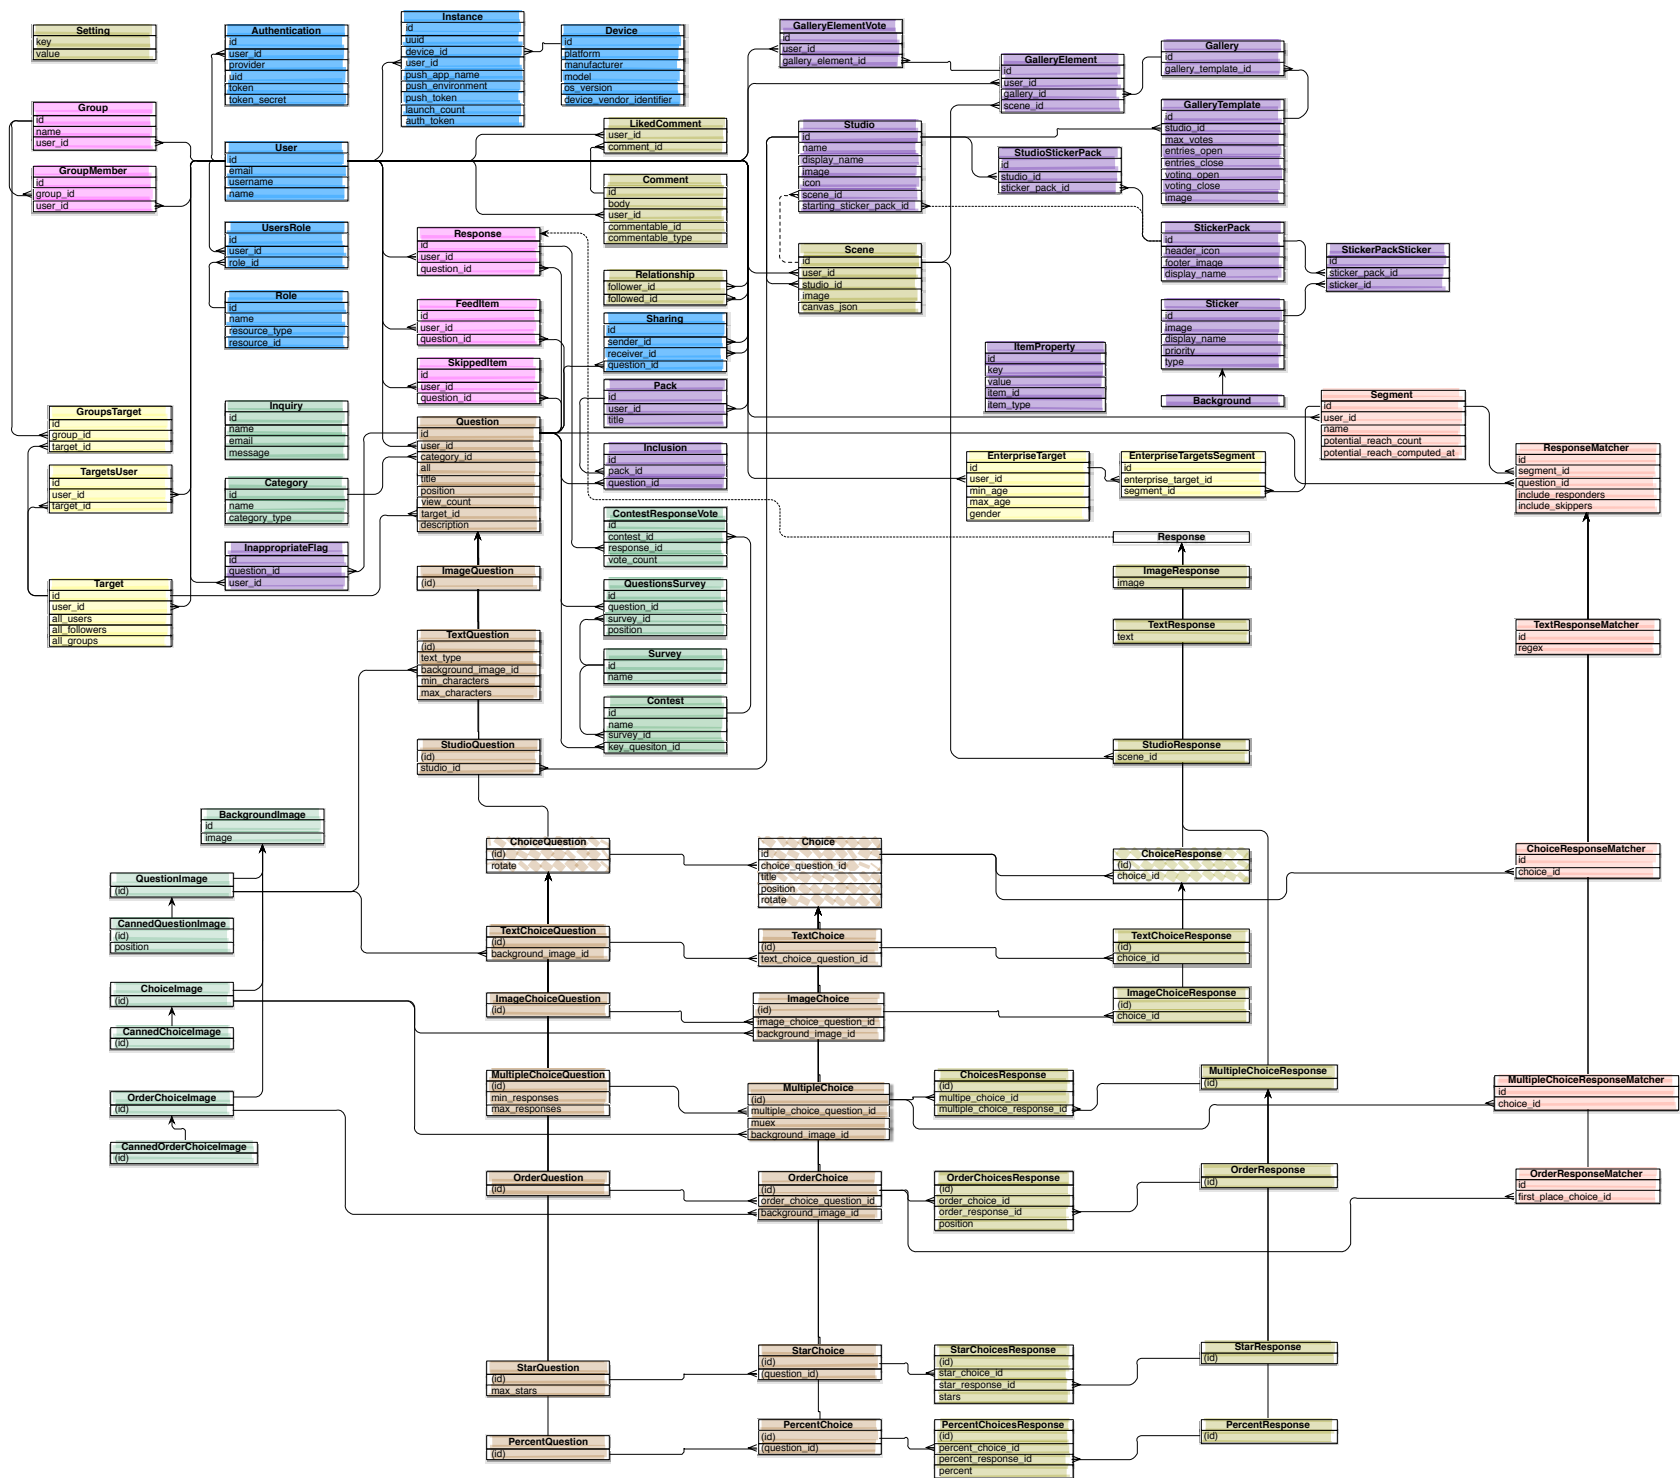 Setting
key
value
Group
id
name
user_id
GroupMember
id
group_id
user_id
GroupsTarget
id
group_id
target_id
TargetsUser
id
user_id
target_id
Target
id
user_id
all_users
all_followers
all_groups
Authentication
id
user_id
provider
uid
token
token_secret
User
id
email
username
name
UsersRole
id
user_id
role_id
Role
id
name
resource_type
resource_id
Inquiry
id
name
email
message
Category
id
name
category_type
InappropriateFlag
id
question_id
user_id
Instance
id
uuid
device_id
user_id
push_app_name
push_environment
push_token
launch_count
auth_token
Device
id
platform
manufacturer
model
os_version
device_vendor_identifier
Response
id
user_id
question_id
FeedItem
id
user_id
question_id
SkippedItem
id
user_id
question_id
Question
id
user_id
category_id
all
title
position
view_count
target_id
description
ImageQuestion
(id)
TextQuestion
(id)
text_type
background_image_id
min_characters
max_characters
StudioQuestion
(id)
studio_id
LikedComment
user_id
comment_id
Comment
id
body
user_id
commentable_id
commentable_type
Relationship
follower_id
followed_id
Sharing
id
sender_id
receiver_id
question_id
Pack
id
user_id
title
Inclusion
id
pack_id
question_id
ContestResponseVote
id
contest_id
response_id
vote_count
QuestionsSurvey
id
question_id
survey_id
position
Survey
id
name
Contest
id
name
survey_id
key_quesiton_id
GalleryElementVote
id
user_id
gallery_element_id
GalleryElement
id
user_id
gallery_id
scene_id
Gallery
id
gallery_template_id
GalleryTemplate
id
studio_id
max_votes
entries_open
entries_close
voting_open
voting_close
image
Studio
id
name
display_name
image
icon
scene_id
starting_sticker_pack_id
StudioStickerPack
id
studio_id
sticker_pack_id
Scene
id
user_id
studio_id
image
canvas_json
StickerPack
id
header_icon
footer_image
display_name
StickerPackSticker
id
sticker_pack_id
sticker_id
Sticker
id
image
display_name
priority
type
Background
ItemProperty
id
key
value
item_id
item_type
Segment
id
user_id
name
potential_reach_count
potential_reach_computed_at
EnterpriseTarget
id
user_id
min_age
max_age
gender
EnterpriseTargetsSegment
id
enterprise_target_id
segment_id
ResponseMatcher
id
segment_id
question_id
include_responders
include_skippers
Response
ImageResponse
image
TextResponse
text
StudioResponse
scene_id
TextResponseMatcher
id
regex
BackgroundImage
id
image
QuestionImage
(id)
CannedQuestionImage
(id)
position
ChoiceImage
(id)
CannedChoiceImage
(id)
OrderChoiceImage
(id)
CannedOrderChoiceImage
(id)
ChoiceQuestion
(id)
rotate
Choice
id
choice_question_id
title
position
rotate
ChoiceResponse
(id)
choice_id
ChoiceResponseMatcher
id
choice_id
TextChoiceQuestion
(id)
background_image_id
TextChoice
(id)
text_choice_question_id
TextChoiceResponse
(id)
choice_id
ImageChoiceQuestion
(id)
ImageChoice
(id)
image_choice_question_id
background_image_id
ImageChoiceResponse
(id)
choice_id
MultipleChoiceQuestion
(id)
min_responses
max_responses
MultipleChoice
(id)
multiple_choice_question_id
muex
background_image_id
ChoicesResponse
(id)
multipe_choice_id
multiple_choice_response_id
MultipleChoiceResponse
(id)
MultipleChoiceResponseMatcher
id
choice_id
OrderQuestion
(id)
OrderChoice
(id)
order_choice_question_id
background_image_id
OrderChoicesResponse
(id)
order_choice_id
order_response_id
position
OrderResponse
(id)
OrderResponseMatcher
id
first_place_choice_id
StarQuestion
(id)
max_stars
StarChoice
(id)
(question_id)
StarChoicesResponse
(id)
star_choice_id
star_response_id
stars
StarResponse
(id)
PercentQuestion
(id)
PercentChoice
(id)
(question_id)
PercentChoicesResponse
(id)
percent_choice_id
percent_response_id
percent
PercentResponse
(id)